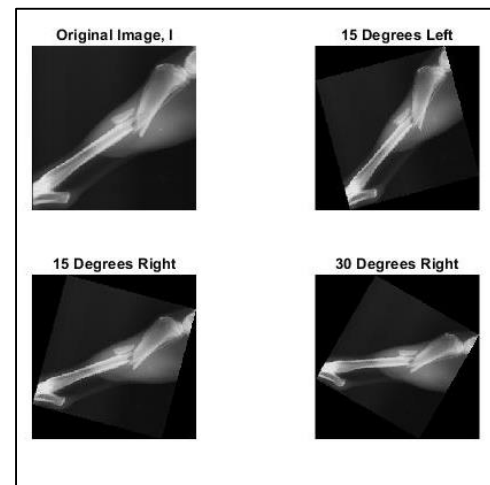 Original Image, I
15 Degrees Left
15 Degrees Right
30 Degrees Right